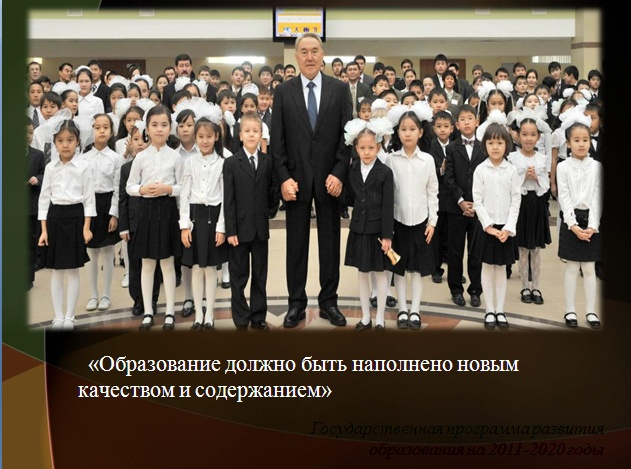 «Образование должно быть наполнено новым
качеством и содержанием»
Государственная программа развития
образования на 2011-2020 годы